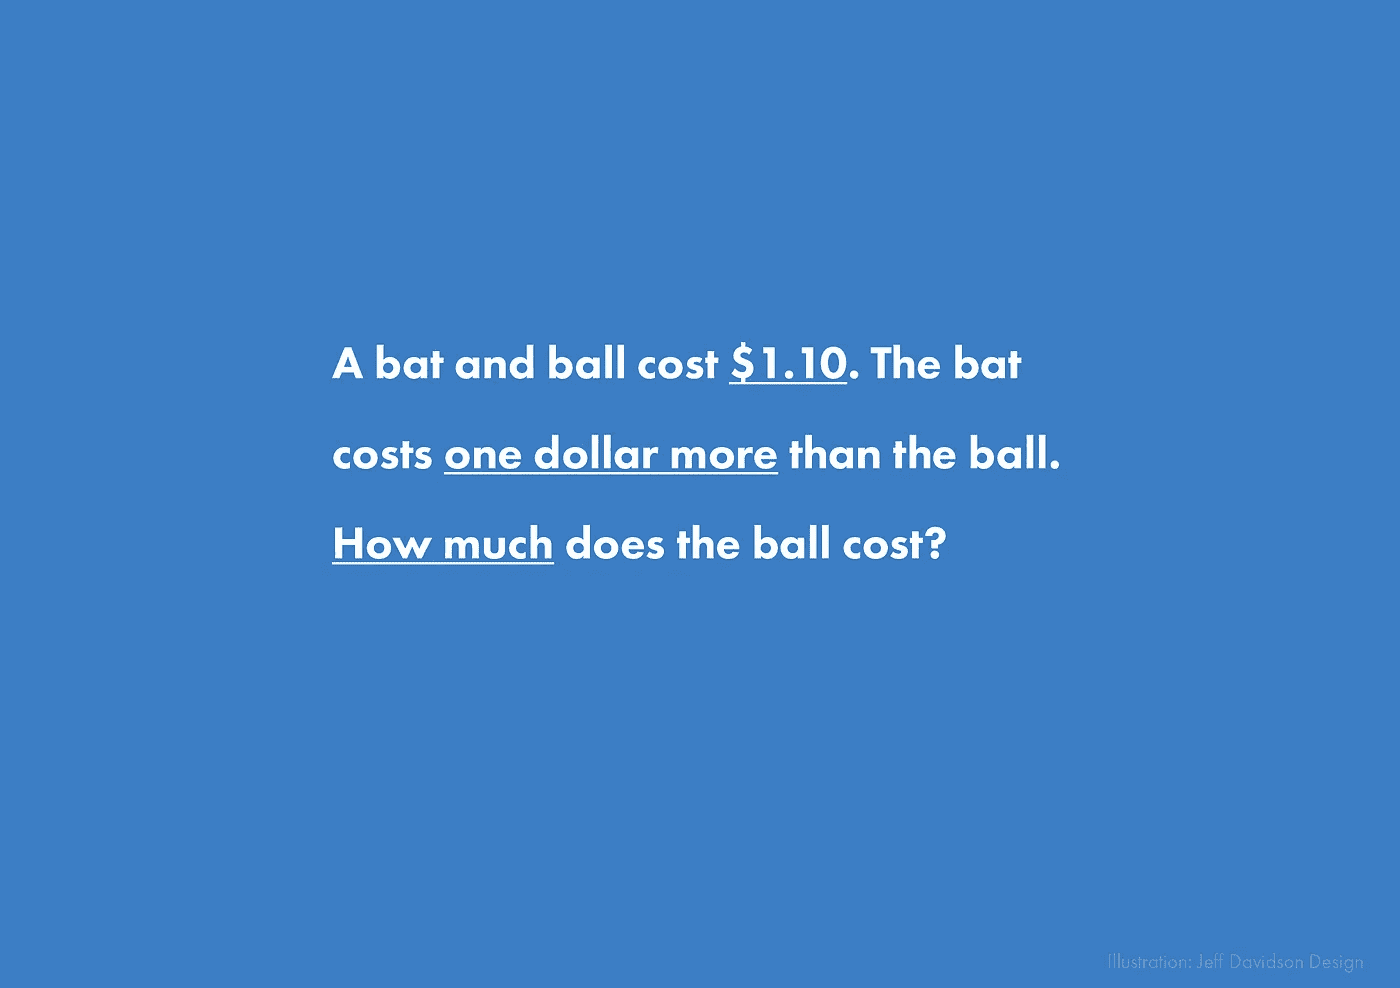 A bat and ball cost $1.10. The bat
costs one dollar more than the ball.
How much does the ball cost?
Illustration: Jeff Davidson Design